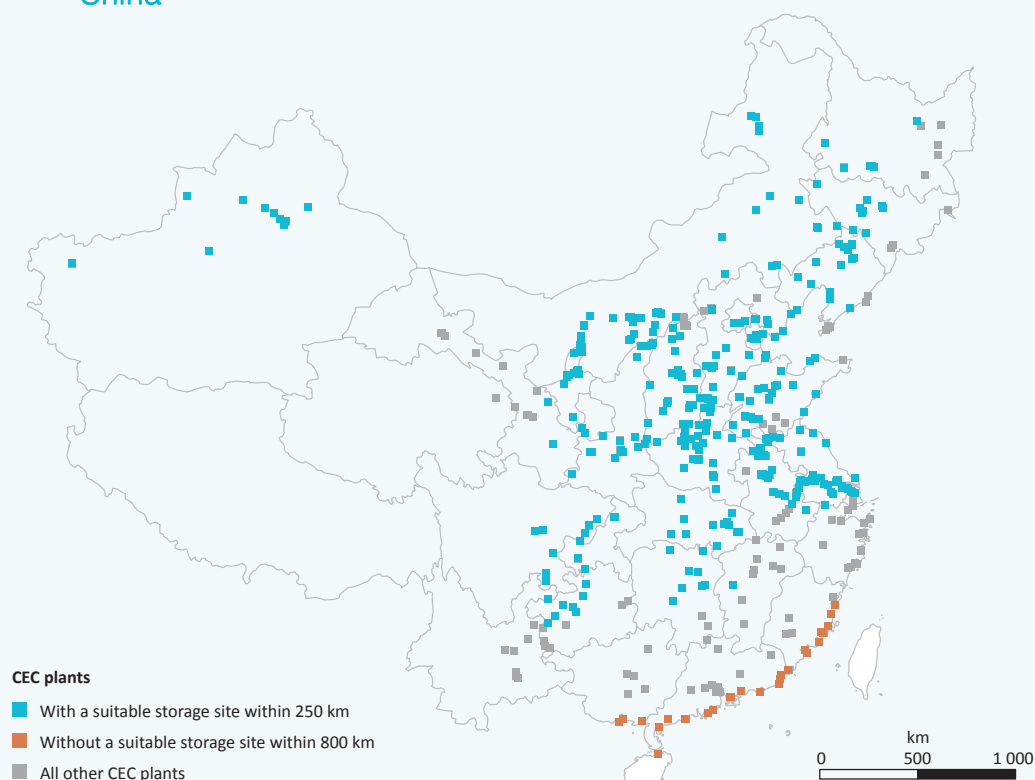 China
CEC plants
With a suitable storage site within 250 km
Without a suitable storage site within 800 km
All other CEC plants
km
0 500 1 000